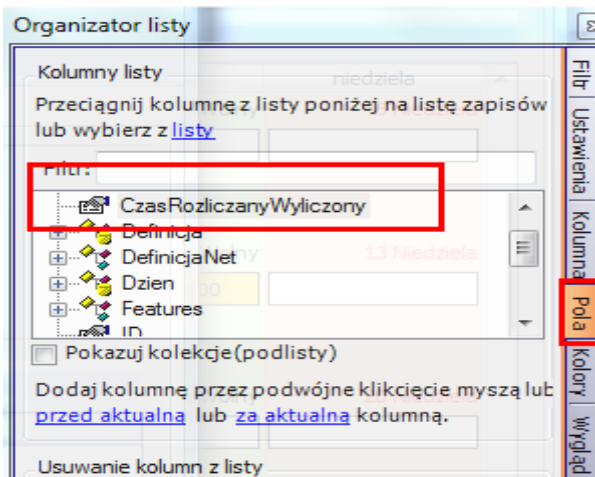 Organizator listy
Kolumny listy
niedziela
Przeciągnij kolumnę z listy poniżej na listę zapisów
lub wybierz z listy
Filtr:
CzasRozliczanyWyliczony
Definicja
DefinicjaNet
13 Niedziela
Dzien
Features
ID
Pokazuj kolekcje(podlisty)
Dodaj kolumnę przez podwójne klikcięcie myszą lub
przed aktualną lub za aktualną kolumną.
Usuwanie kolumn z listy
Filtr
Ustawienia
Kolumna
Pola
Kolory
Wygląd